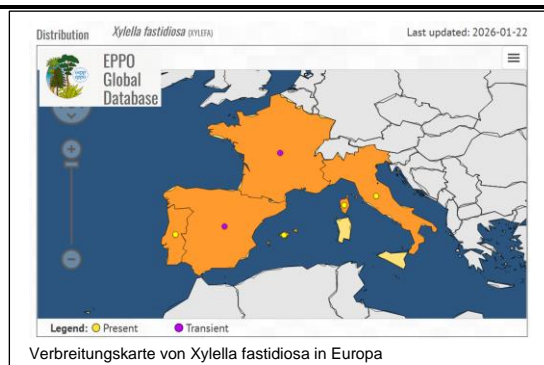 Distribution Xylella fastidiosa (XYLEFA) Last updated: 2026-01-22
EPPO
Global
Database
Legend: Present Transient
Verbreitungskarte von Xylella fastidiosa in Europa